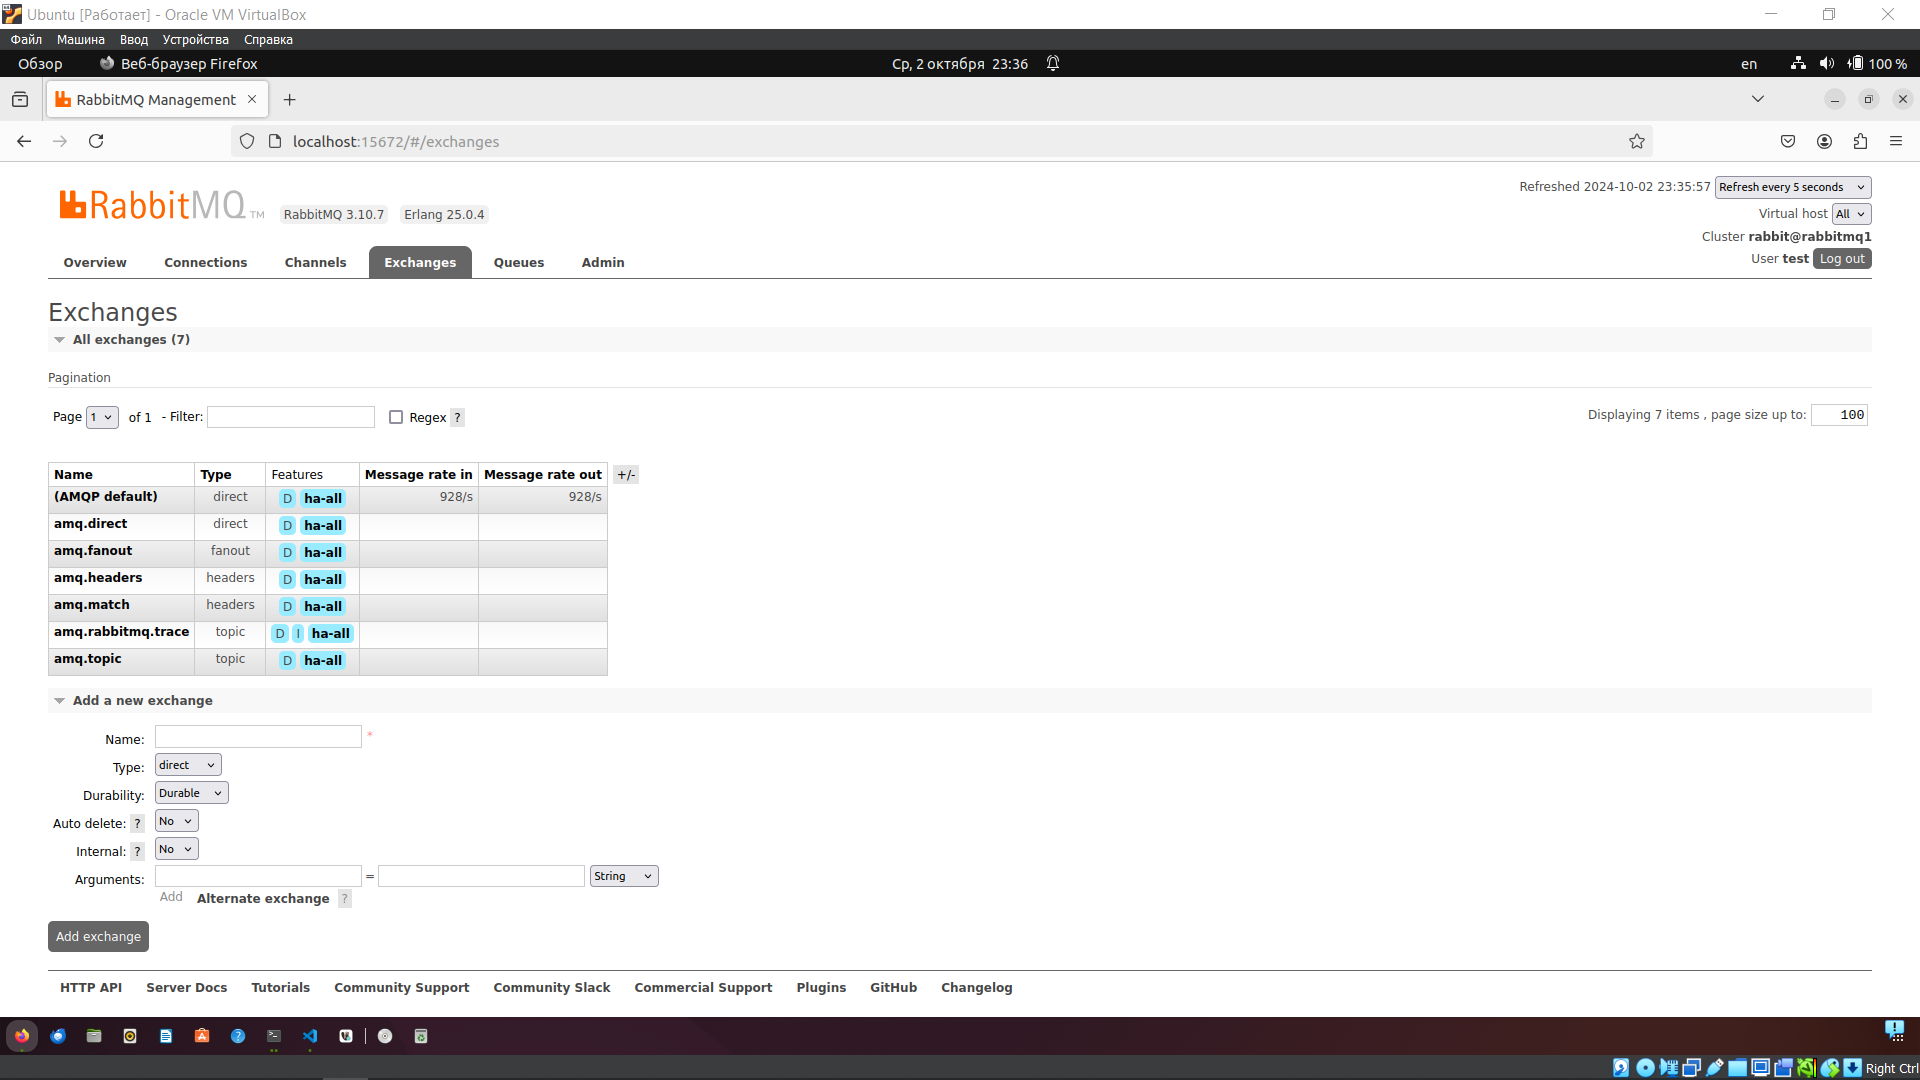 Ubuntu [Работает] - Oracle VM VirtualBox
Файл Машина Ввод Устройства Справка
Обзор Веб-браузер Firefox Ср, 2 октября 23:36 en 100 %
RabbitMQ Management
localhost:15672/#/exchanges
Refreshed 2024-10-02 23:35:57 Refresh every 5 seconds
RabbitMQ TM RabbitMQ 3.10.7 Erlang 25.0.4
Virtual host All
Cluster rabbit@rabbitmq1
User test Log out
Overview Connections Channels Exchanges Queues Admin
Exchanges
All exchanges (7)
Pagination
Page 1 of 1 - Filter: Regex ? Displaying 7 items , page size up to: 100
Name Type Features Message rate in Message rate out +/-
(AMQP default) direct D ha-all 928/s 928/s
amq.direct direct D ha-all
amq.fanout fanout D ha-all
amq.headers headers D ha-all
amq.match headers D ha-all
amq.rabbitmq.trace topic D I ha-all
amq.topic topic D ha-all
Add a new exchange
Name: *
Type: direct
Durability: Durable
Auto delete: ? No
Internal: ? No
Arguments: = String
Add Alternate exchange ?
Add exchange
HTTP API Server Docs Tutorials Community Support Community Slack Commercial Support Plugins GitHub Changelog
Right Ctrl